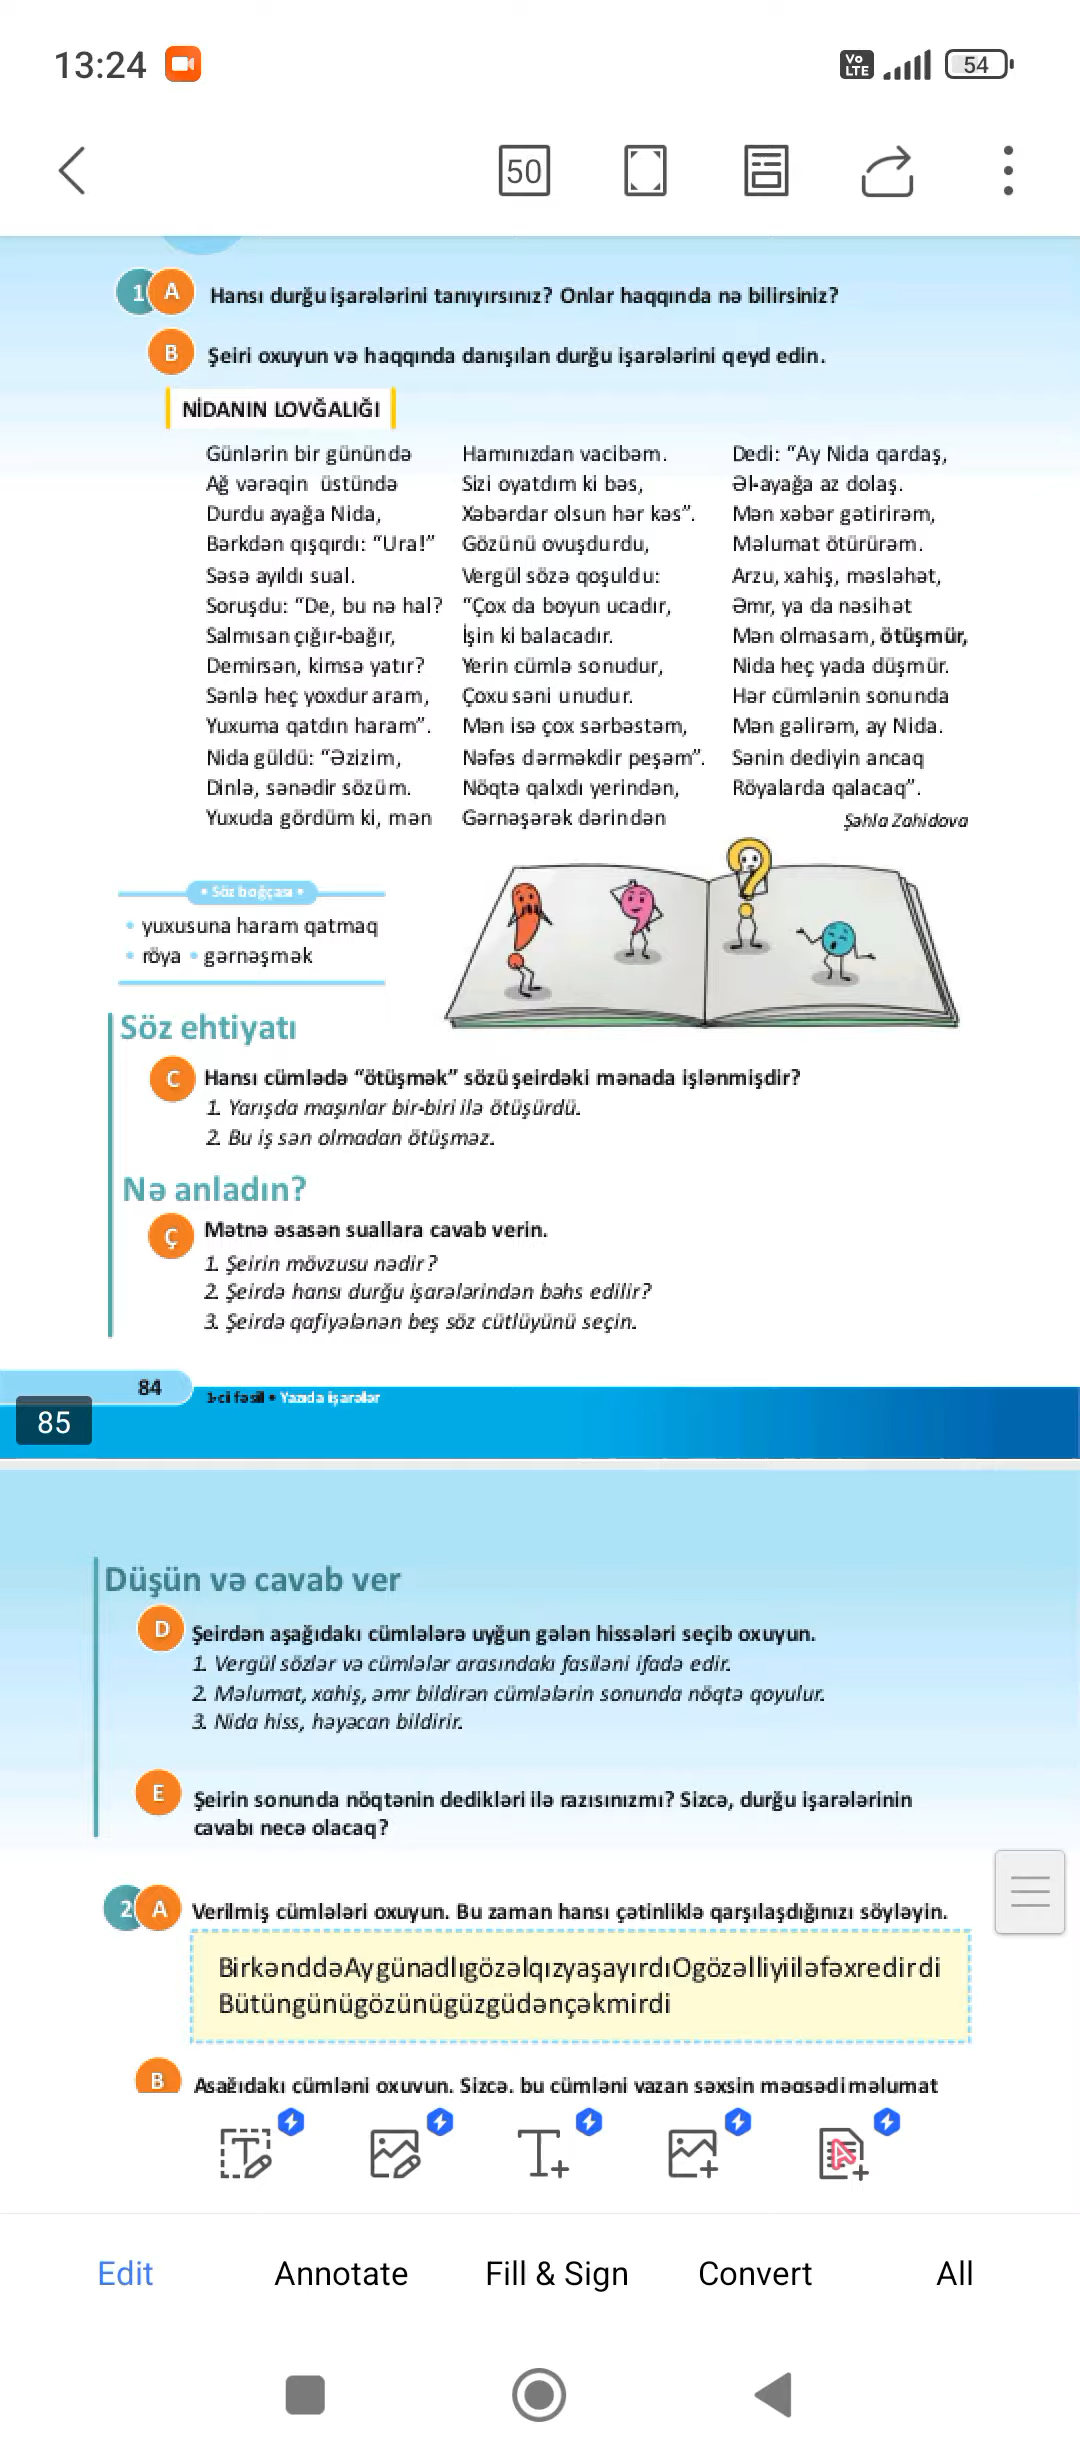 13:24
Vo LTE
54
50
1 A Hansı durğu işarələrini tanıyırsınız? Onlar haqqında nə bilirsiniz?
B Şeiri oxuyun və haqqında danışılan durğu işarələrini qeyd edin.
NİDANIN LOVĞALIĞI
Günlərin bir günündə
Ağ vərəqin üstündə
Durdu ayağa Nida,
Bərkdən qışqırdı: “Ura!”
Səsə ayıldı sual.
Soruşdu: “De, bu nə hal?
Salmısan çığır-bağır,
Demirsən, kimsə yatır?
Sənlə heç yoxdur aram,
Yuxuma qatdın haram”.
Nida güldü: “Əzizim,
Dinlə, sənədir sözüm.
Yuxuda gördüm ki, mən
Hamınızdan vacibəm.
Sizi oyatdım ki bəs,
Xəbərdar olsun hər kəs”.
Gözünü ovuşdurdu,
Vergül sözə qoşuldu:
“Çox da boyun ucadır,
İşin ki balacadır.
Yerin cümlə sonudur,
Çoxu səni unudur.
Mən isə çox sərbəstəm,
Nəfəs dərməkdir peşəm”.
Nöqtə qalxdı yerindən,
Gərnəşərək dərindən
Dedi: “Ay Nida qardaş,
Əl-ayağa az dolaş.
Mən xəbər gətirirəm,
Məlumat ötürürəm.
Arzu, xahiş, məsləhət,
Əmr, ya da nəsihət
Mən olmasam, ötüşmür,
Nida heç yada düşmür.
Hər cümlənin sonunda
Mən gəlirəm, ay Nida.
Sənin dediyin ancaq
Röyalarda qalacaq”.
Şəhla Zahidova
• Söz boğçası •
• yuxusuna haram qatmaq
• röya • gərnəşmək
Söz ehtiyatı
C Hansı cümlədə “ötüşmək” sözü şeirdəki mənada işlənmişdir?
1. Yarışda maşınlar bir-biri ilə ötüşürdü.
2. Bu iş sən olmadan ötüşməz.
Nə anladın?
Ç Mətnə əsasən suallara cavab verin.
1. Şeirin mövzusu nədir?
2. Şeirdə hansı durğu işarələrindən bəhs edilir?
3. Şeirdə qafiyələnən beş söz cütlüyünü seçin.
84
1-ci fəsil • Yazıda işarələr
85
Düşün və cavab ver
D Şeirdən aşağıdakı cümlələrə uyğun gələn hissələri seçib oxuyun.
1. Vergül sözlər və cümlələr arasındakı fasiləni ifadə edir.
2. Məlumat, xahiş, əmr bildirən cümlələrin sonunda nöqtə qoyulur.
3. Nida hiss, həyəcan bildirir.
E Şeirin sonunda nöqtənin dedikləri ilə razısınızmı? Sizcə, durğu işarələrinin
cavabı necə olacaq?
2 A Verilmiş cümlələri oxuyun. Bu zaman hansı çətinliklə qarşılaşdığınızı söyləyin.
BirkənddəAygünadlıgözəlqızyaşayırdıOgözəlliyiiləfəxredirdi
Bütüngünügözünügüzgüdənçəkmirdi
B Aşağıdakı cümləni oxuyun. Sizcə, bu cümləni yazan şəxsin məqsədi məlumat
Edit Annotate Fill & Sign Convert All